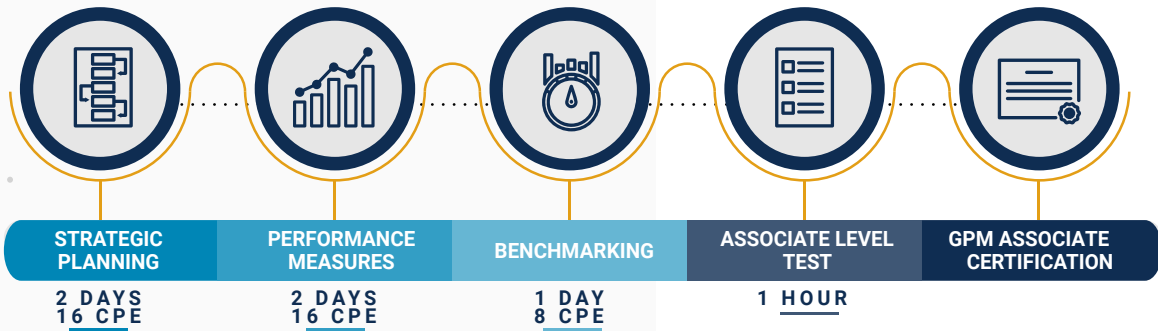 STRATEGIC
PLANNING
PERFORMANCE
MEASURES
BENCHMARKING
ASSOCIATE LEVEL
TEST
GPM ASSOCIATE
CERTIFICATION
2 DAYS
16 CPE
2 DAYS
16 CPE
1 DAY
8 CPE
1 HOUR